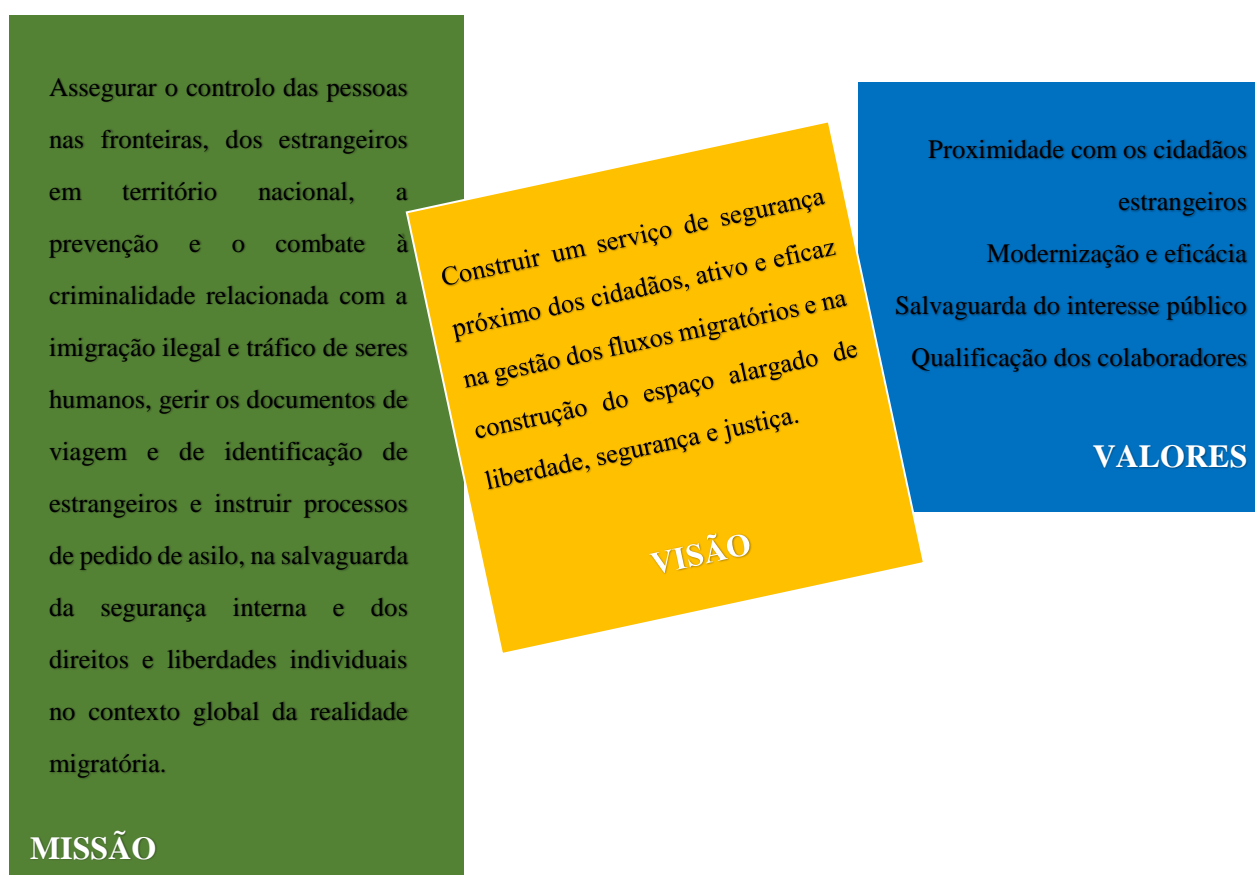 Assegurar o controlo das pessoas
nas fronteiras, dos estrangeiros
em território nacional, a
prevenção e o combate à
criminalidade relacionada com a
imigração ilegal e tráfico de seres
humanos, gerir os documentos de
viagem e de identificação de
estrangeiros e instruir processos
de pedido de asilo, na salvaguarda
da segurança interna e dos
direitos e liberdades individuais
no contexto global da realidade
migratória.
MISSÃO
Construir um serviço de segurança
próximo dos cidadãos, ativo e eficaz
na gestão dos fluxos migratórios e na
construção do espaço alargado de
liberdade, segurança e justiça.
VISÃO
Proximidade com os cidadãos
estrangeiros
Modernização e eficácia
Salvaguarda do interesse público
Qualificação dos colaboradores
VALORES